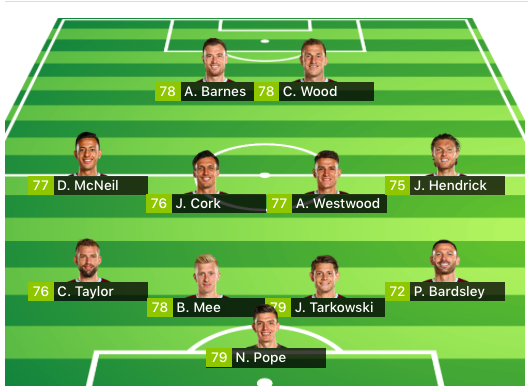 78 A. Barnes 78 C. Wood
77 D. McNeil 75 J. Hendrick
76 J. Cork 77 A. Westwood
76 C. Taylor 72 P. Bardsley
78 B. Mee 79 J. Tarkowski
79 N. Pope